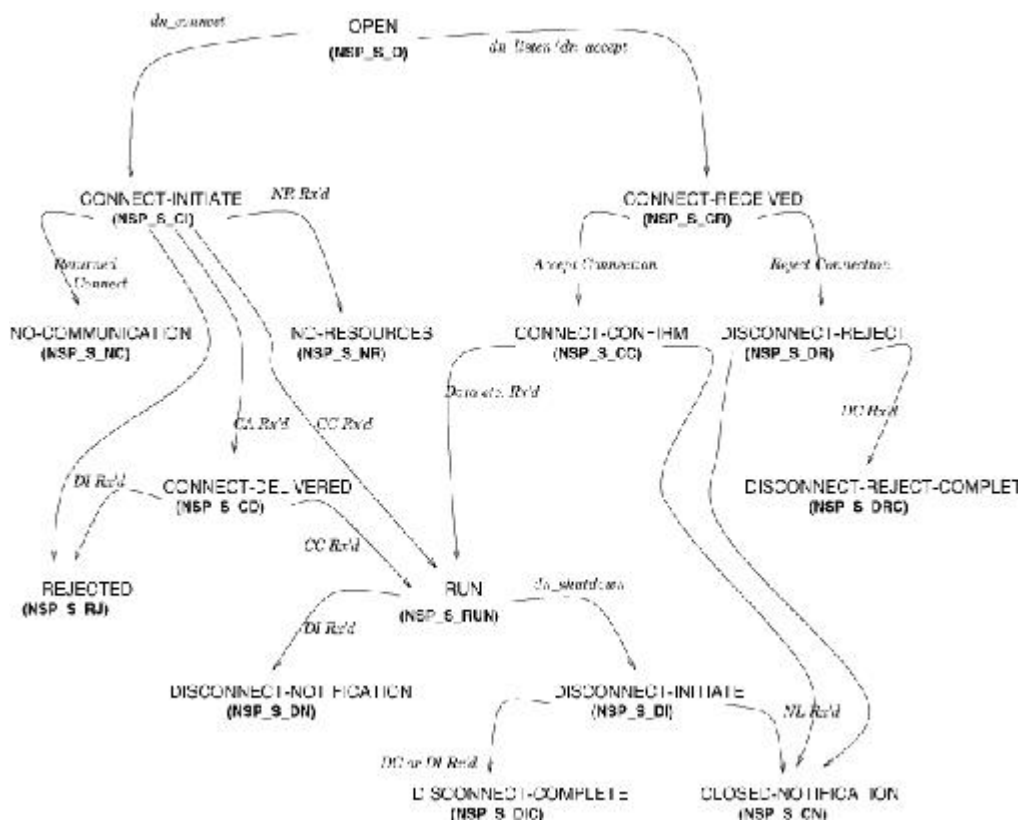 dn_connect
OPEN
(NSP_S_O)
dn_listen/dn_accept
CONNECT-INITIATE
(NSP_S_CI)
NR Rx'd
CONNECT-RECEIVED
(NSP_S_CR)
Returned
Connect
Accept Connection
Reject Connection
NO-COMMUNICATION
(NSP_S_NC)
NO-RESOURCES
(NSP_S_NR)
CONNECT-CONFIRM
(NSP_S_CC)
DISCONNECT-REJECT
(NSP_S_DR)
Data etc. Rx'd
DC Rx'd
CA Rx'd
CC Rx'd
DI Rx'd
CONNECT-DELIVERED
(NSP_S_CD)
DISCONNECT-REJECT-COMPLET
(NSP_S_DRC)
CC Rx'd
REJECTED
(NSP_S_RJ)
RUN
(NSP_S_RUN)
dn_shutdown
DI Rx'd
DISCONNECT-NOTIFICATION
(NSP_S_DN)
DISCONNECT-INITIATE
(NSP_S_DI)
NL Rx'd
DC or DI Rx'd
DISCONNECT-COMPLETE
(NSP_S_DIC)
CLOSED-NOTIFICATION
(NSP_S_CN)